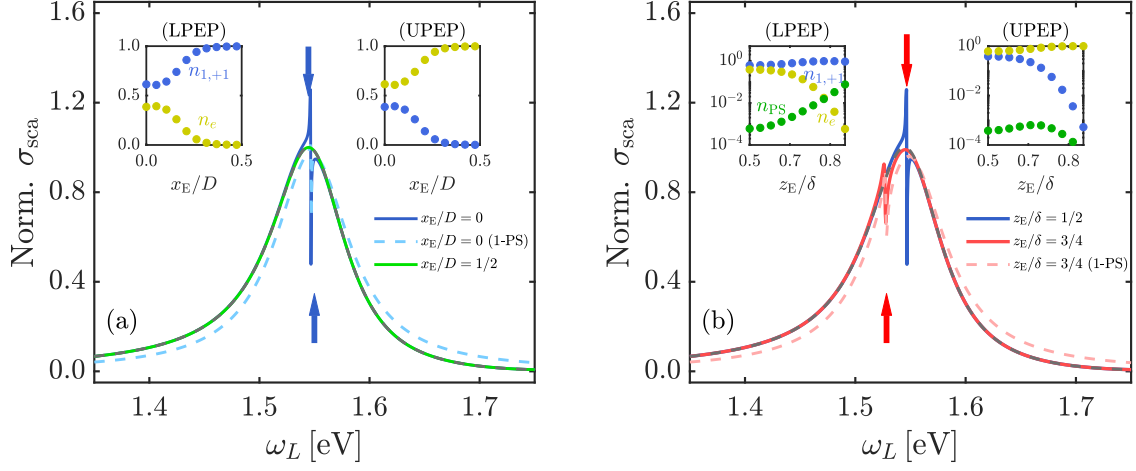 Norm. σsca
1.6
1.2
0.8
0.4
0.0
(LPEP)
1.0
0.5
0.0
n1,+1
ne
0.0 0.5
xE/D
(UPEP)
1.0
0.5
0.0
0.0 0.5
xE/D
xE/D = 0
xE/D = 0 (1-PS)
xE/D = 1/2
(a)
1.4 1.5 1.6 1.7
ωL [eV]
Norm. σsca
1.6
1.2
0.8
0.4
0.0
(LPEP)
10^0
10^-2
10^-4
n1,+1
nPS
ne
0.5 0.7 0.8
zE/δ
(UPEP)
10^0
10^-2
10^-4
0.5 0.7 0.8
zE/δ
zE/δ = 1/2
zE/δ = 3/4
zE/δ = 3/4 (1-PS)
(b)
1.4 1.5 1.6 1.7
ωL [eV]